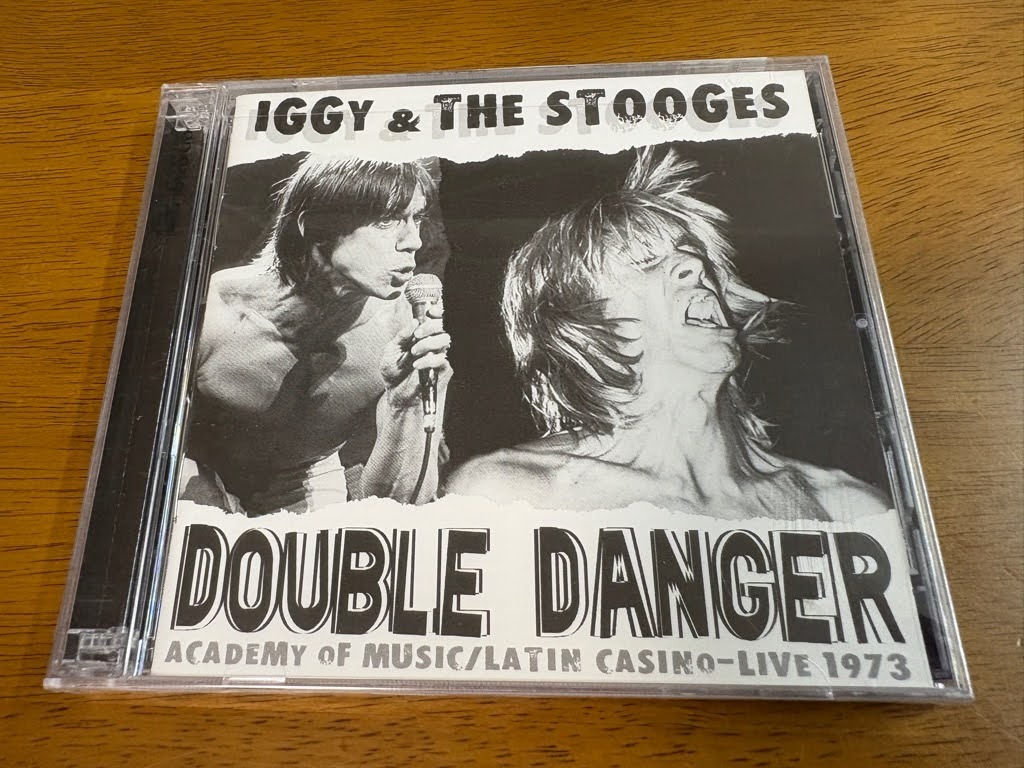 IGGY & THE STOOGES
DOUBLE DANGER
ACADEMY OF MUSIC/LATIN CASINO-LIVE 1973